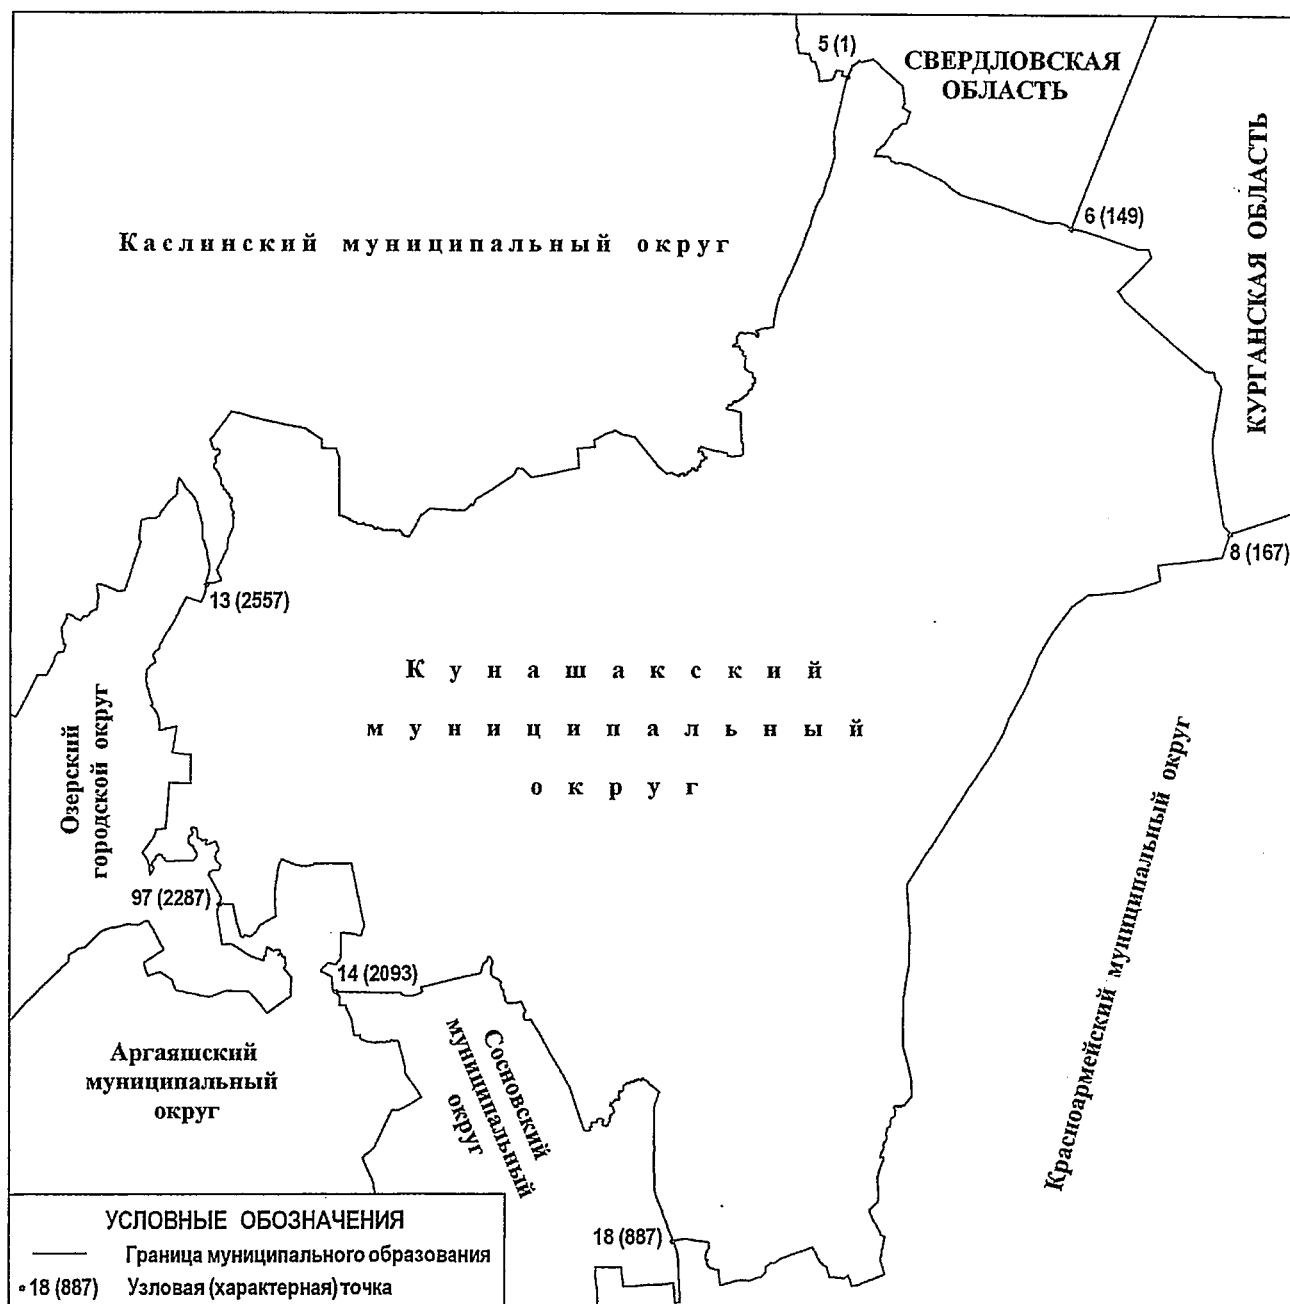 5 (1)
СВЕРДЛОВСКАЯ
ОБЛАСТЬ
КУРГАНСКАЯ ОБЛАСТЬ
6 (149)
Каслинский муниципальный округ
8 (167)
13 (2557)
Кунашакский
муниципальный
округ
Озерский
городской округ
Красноармейский муниципальный округ
97 (2287)
14 (2093)
Аргаяшский
муниципальный
округ
Сосновский
муниципальный
округ
18 (887)
УСЛОВНЫЕ ОБОЗНАЧЕНИЯ
Граница муниципального образования
18 (887) Узловая (характерная) точка